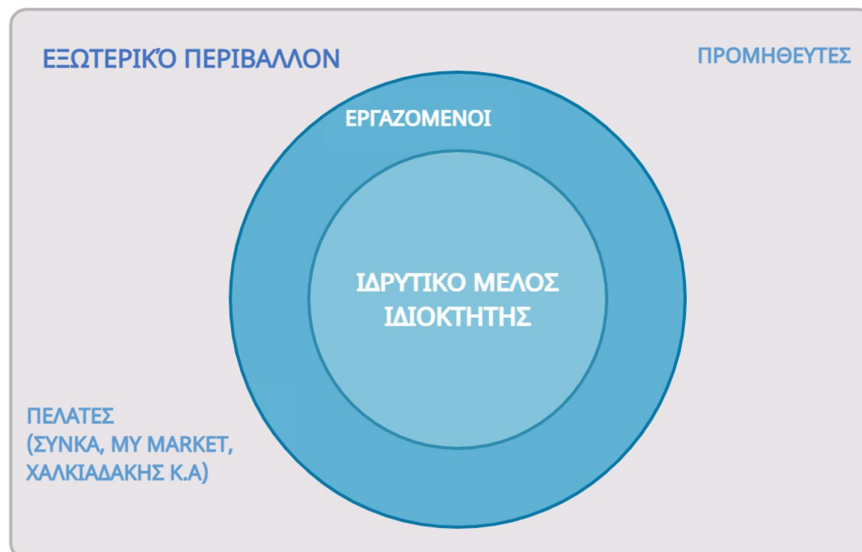 ΕΞΩΤΕΡΙΚΌ ΠΕΡΙΒΑΛΛΟΝ
ΠΡΟΜΗΘΕΥΤΕΣ
ΕΡΓΑΖΟΜΕΝΟΙ
ΙΔΡΥΤΙΚΟ ΜΕΛΟΣ
ΙΔΙΟΚΤΗΤΗΣ
ΠΕΛΑΤΕΣ
(ΣΥΝΚΑ, MY MARKET,
ΧΑΛΚΙΑΔΑΚΗΣ Κ.Α)